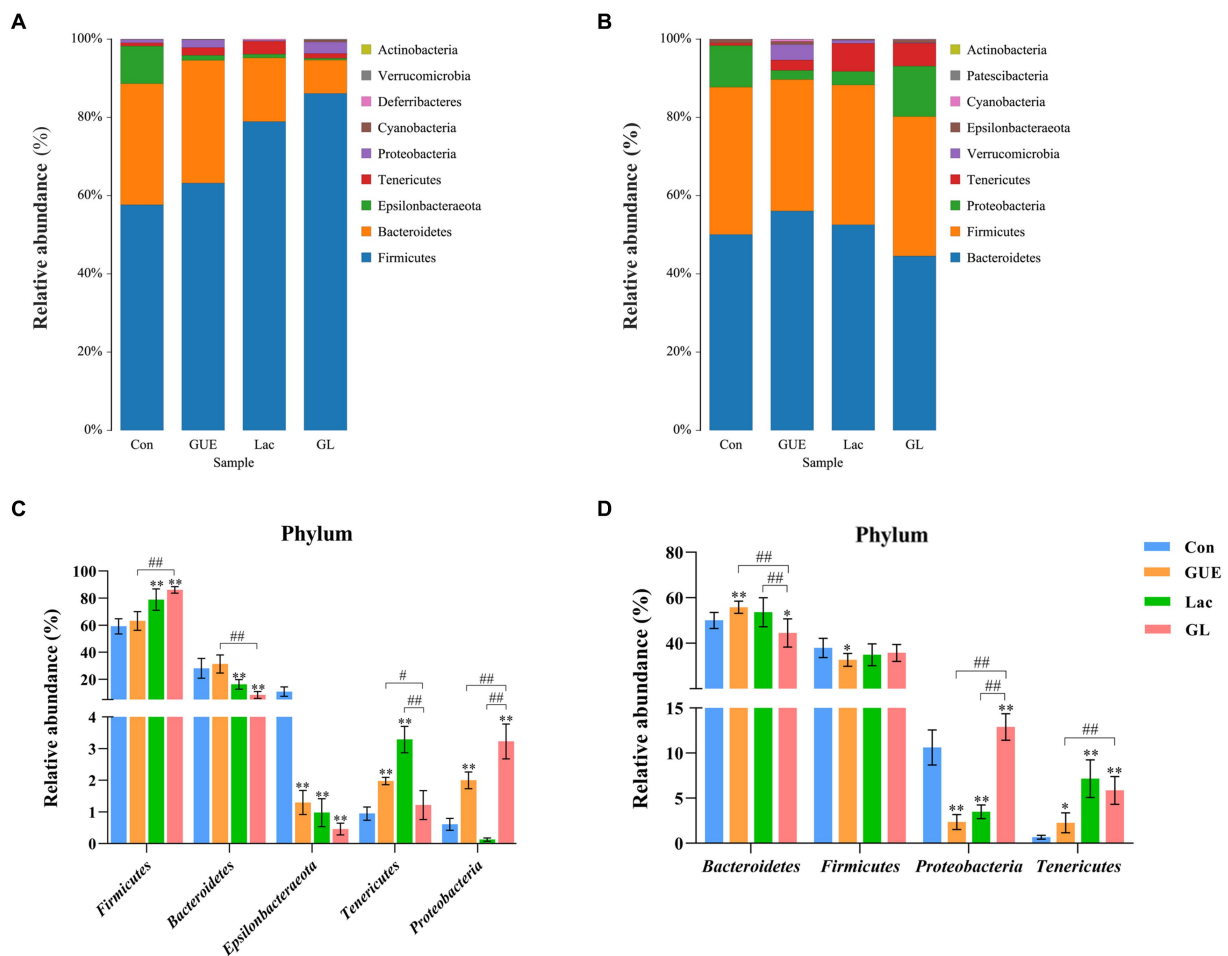 A
Relative abundance (%)
100%
80%
60%
40%
20%
0%
Con GUE Lac GL
Sample
Actinobacteria
Verrucomicrobia
Deferribacteres
Cyanobacteria
Proteobacteria
Tenericutes
Epsilonbacteraeota
Bacteroidetes
Firmicutes
B
Relative abundance (%)
100%
80%
60%
40%
20%
0%
Con GUE Lac GL
Sample
Actinobacteria
Patescibacteria
Cyanobacteria
Epsilonbacteraeota
Verrucomicrobia
Tenericutes
Proteobacteria
Firmicutes
Bacteroidetes
C
Phylum
Relative abundance (%)
100
80
60
40
20
4
3
2
1
0
##
** **
##
** **
** ** **
#
##
** **
##
##
** **
Firmicutes
Bacteroidetes
Epsilonbacteraeota
Tenericutes
Proteobacteria
D
Phylum
Relative abundance (%)
80
60
40
15
10
5
0
##
##
** *
*
##
##
** ** **
##
* ** **
Bacteroidetes Firmicutes Proteobacteria Tenericutes
Con
GUE
Lac
GL